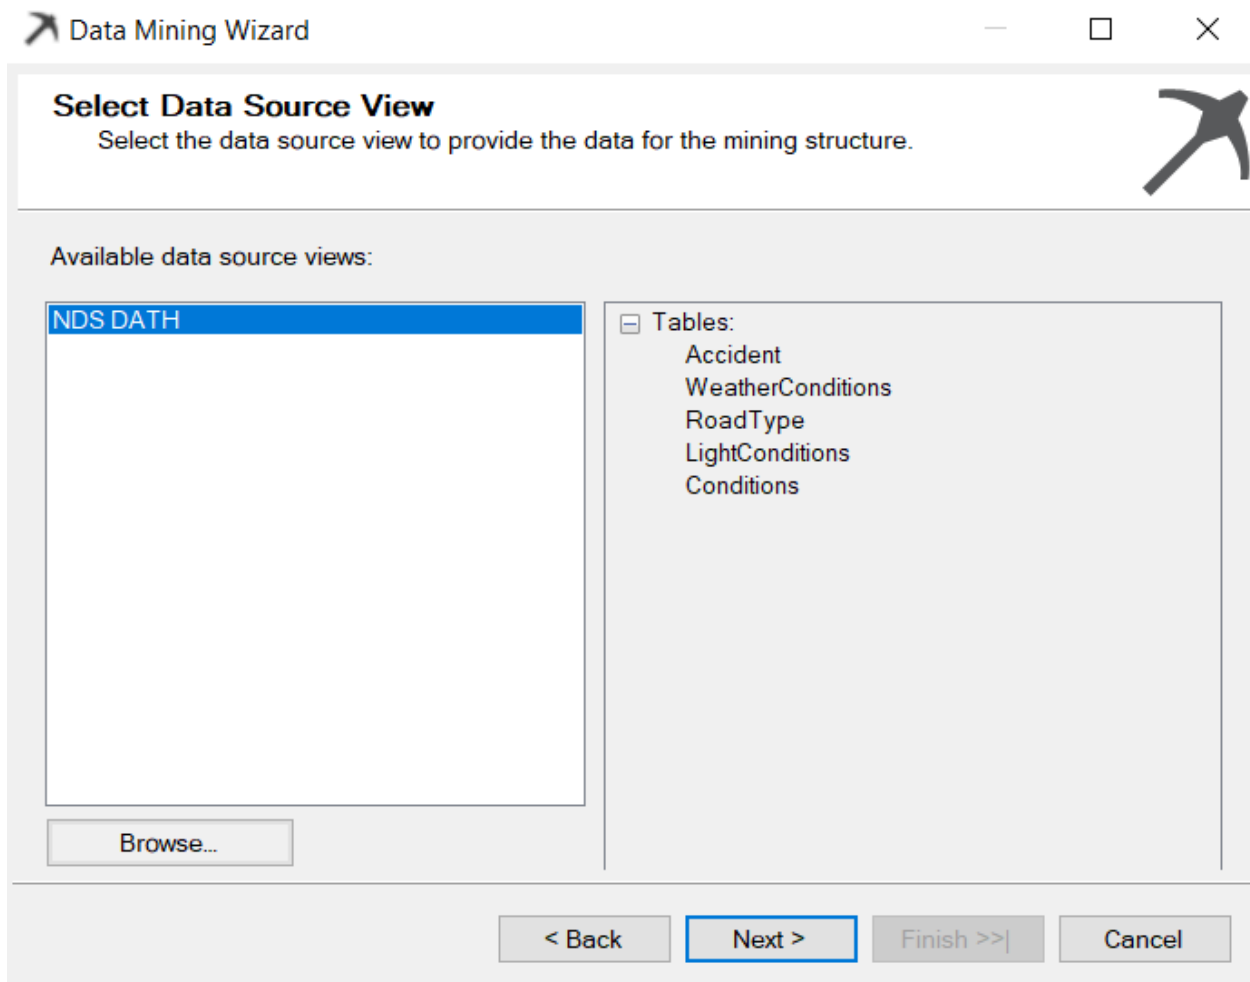 Data Mining Wizard
Select Data Source View
Select the data source view to provide the data for the mining structure.
Available data source views:
NDS DATH
Tables:
Accident
WeatherConditions
RoadType
LightConditions
Conditions
Browse...
< Back
Next >
Finish >>|
Cancel